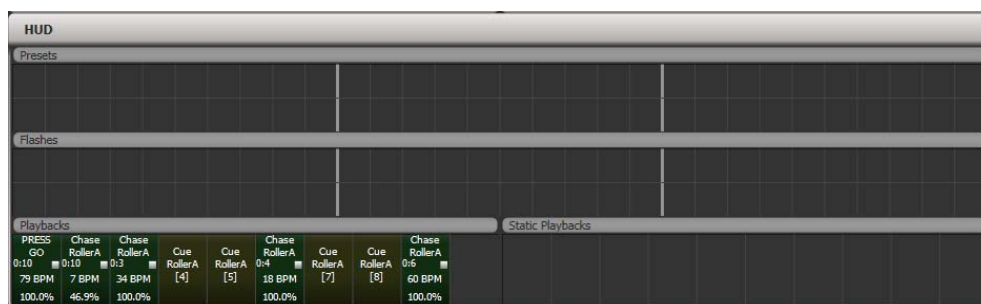 HUD
Presets
Flashes
Playbacks
Static Playbacks
PRESS Chase Chase Chase Chase
GO RollerA RollerA Cue Cue RollerA Cue Cue RollerA
0:10 0:10 0:3 RollerA RollerA 0:4 RollerA RollerA 0:6
79 BPM 7 BPM 34 BPM [4] [5] 18 BPM [7] [8] 60 BPM
100.0% 46.9% 100.0% 100.0% 100.0%